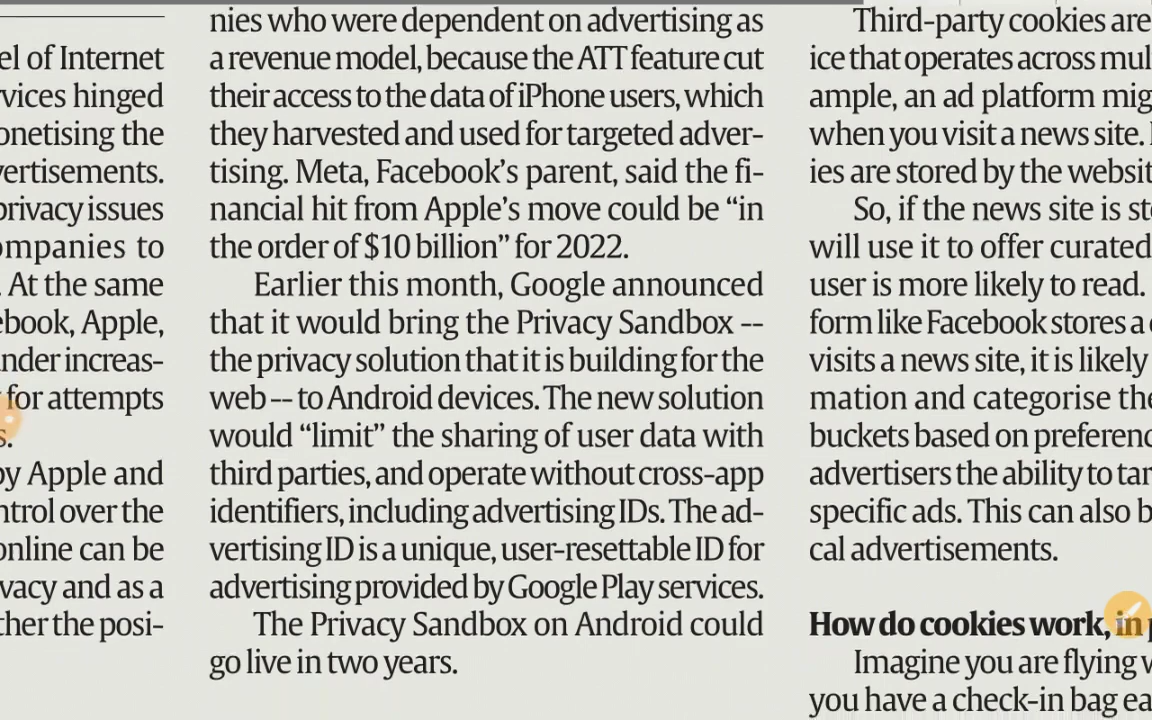 el of Internet
vices hinged
onetising the
vertisements.
privacy issues
ompanies to
. At the same
ebook, Apple,
nder increas-
for attempts
s.
by Apple and
ntrol over the
online can be
vacy and as a
ther the posi-
nies who were dependent on advertising as
a revenue model, because the ATT feature cut
their access to the data of iPhone users, which
they harvested and used for targeted adver-
tising. Meta, Facebook’s parent, said the fi-
nancial hit from Apple’s move could be “in
the order of $10 billion” for 2022.
Earlier this month, Google announced
that it would bring the Privacy Sandbox --
the privacy solution that it is building for the
web -- to Android devices. The new solution
would “limit” the sharing of user data with
third parties, and operate without cross-app
identifiers, including advertising IDs. The ad-
vertising ID is a unique, user-resettable ID for
advertising provided by Google Play services.
The Privacy Sandbox on Android could
go live in two years.
Third-party cookies are
ice that operates across mul
ample, an ad platform mig
when you visit a news site.
ies are stored by the websit
So, if the news site is st
will use it to offer curated
user is more likely to read.
form like Facebook stores a
visits a news site, it is likely
mation and categorise the
buckets based on preferenc
advertisers the ability to tar
specific ads. This can also b
cal advertisements.
How do cookies work, in p
Imagine you are flying w
you have a check-in bag ea